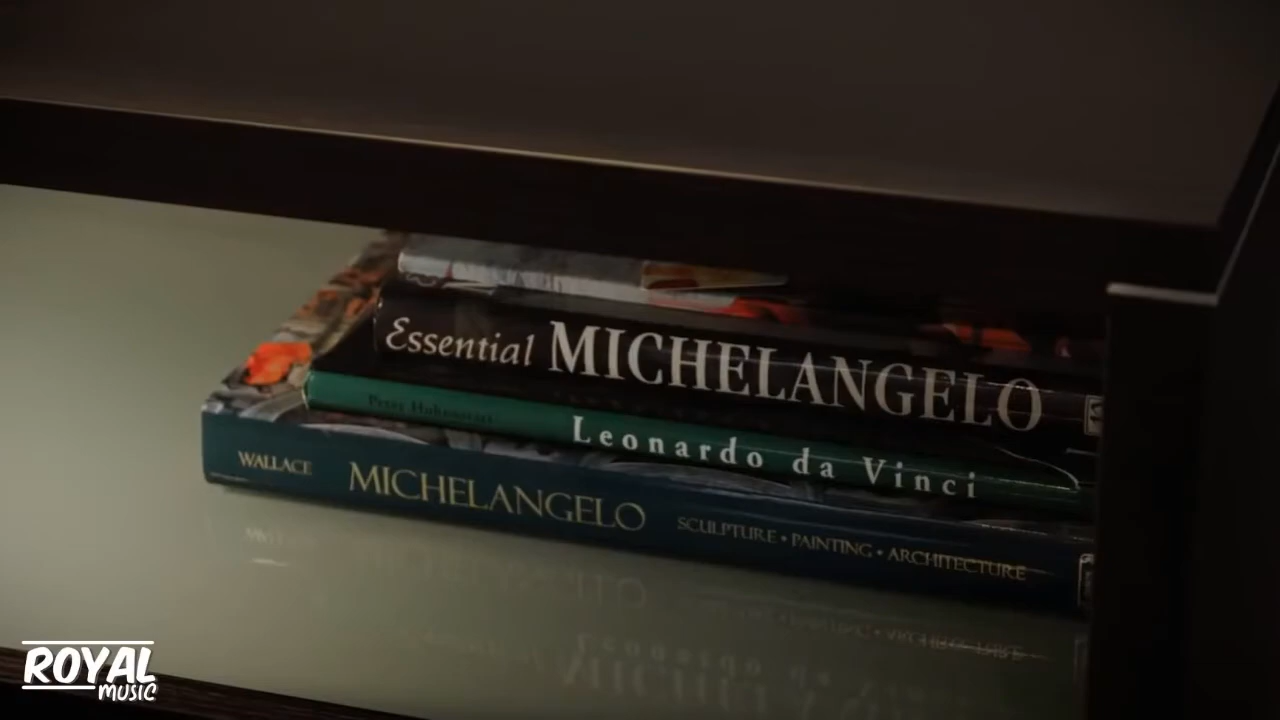 Essential MICHELANGELO
Leonardo da Vinci
WALLACE MICHELANGELO SCULPTURE • PAINTING • ARCHITECTURE
ROYAL
MUSIC